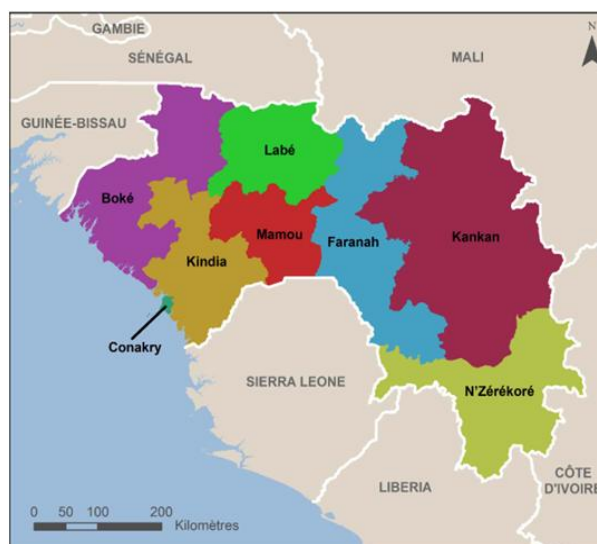 GAMBIE
N
SÉNÉGAL
MALI
GUINÉE-BISSAU
Labé
Boké
Mamou
Faranah
Kankan
Kindia
Conakry
SIERRA LEONE
N'Zérékoré
LIBERIA
CÔTE
D'IVOIRE
0 50 100 200
Kilomètres